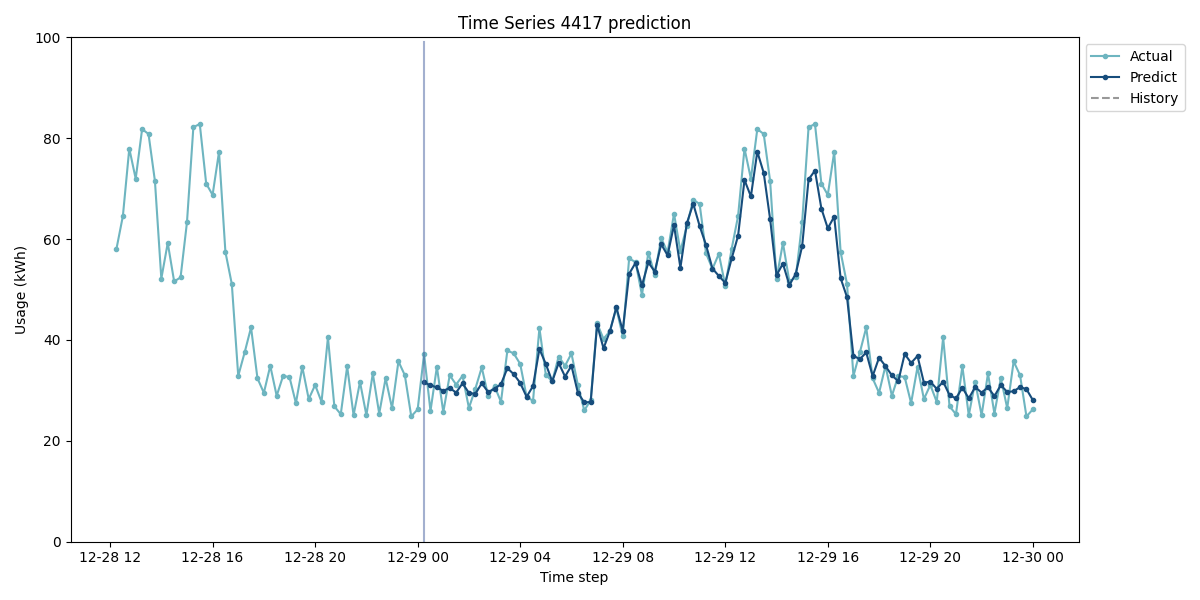 Time Series 4417 prediction
Usage (kWh)
100
80
60
40
20
0
12-28 12
12-28 16
12-28 20
12-29 00
12-29 04
12-29 08
12-29 12
12-29 16
12-29 20
12-30 00
Time step
Actual
Predict
History